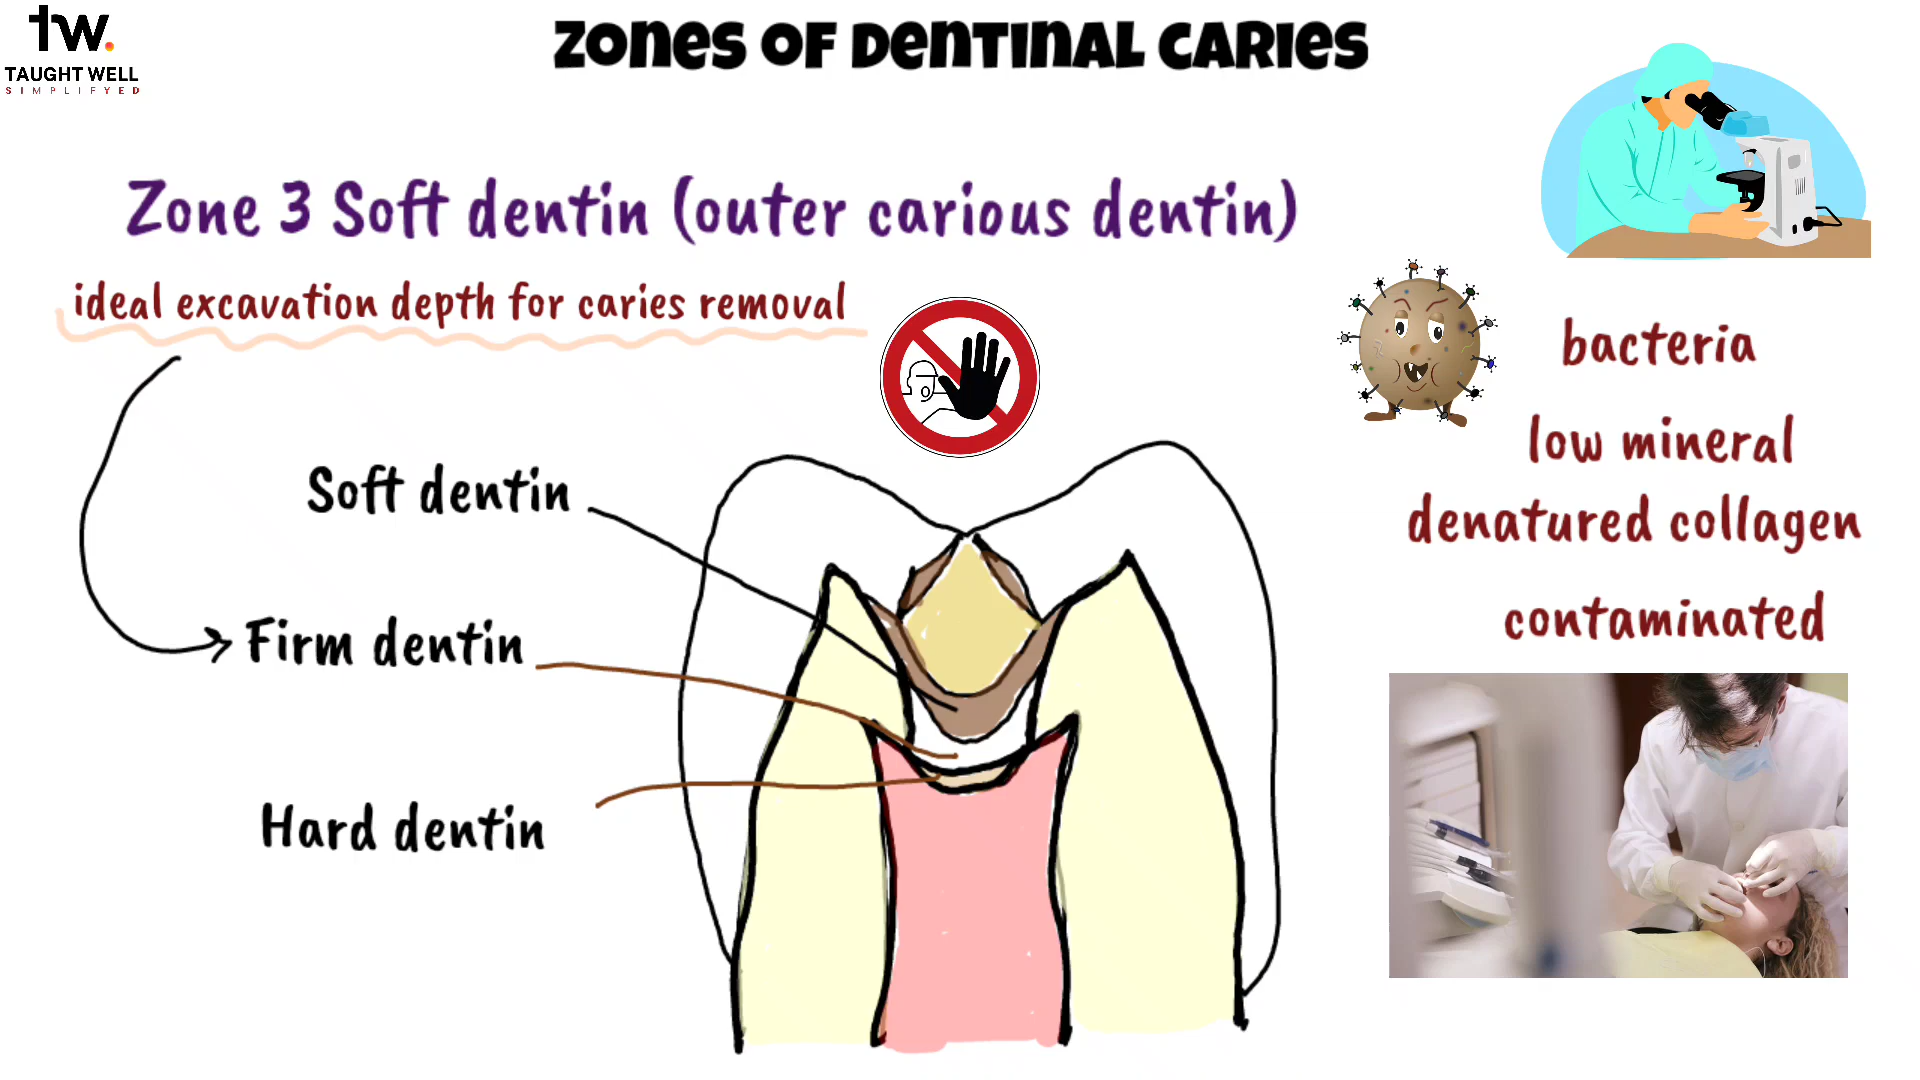 tw.
TAUGHT WELL
SIMPLIFYED
ZONES OF DENTINAL CARIES
Zone 3 Soft dentin (outer carious dentin)
ideal excavation depth for caries removal
Soft dentin
Firm dentin
Hard dentin
bacteria
low mineral
denatured collagen
contaminated